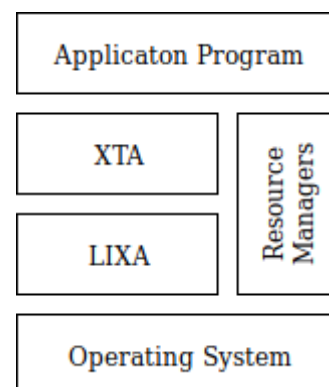 Applicaton Program
XTA
Resource
Managers
LIXA
Operating System